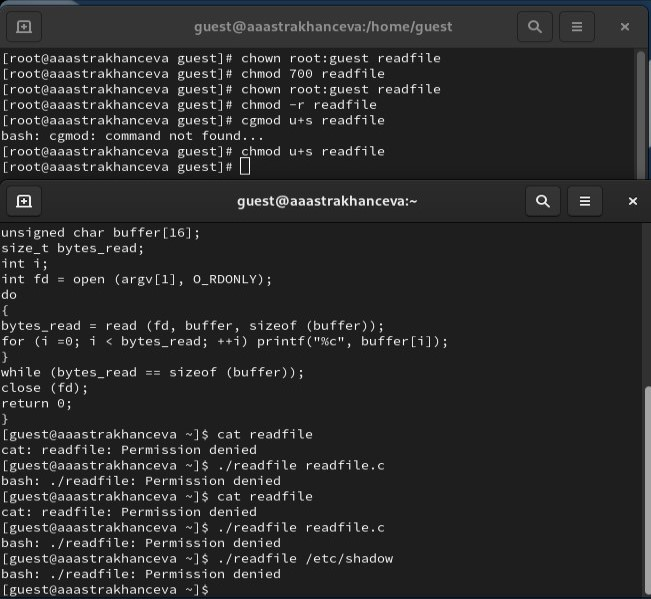 guest@aaastrakhanceva:/home/guest
[root@aaastrakhanceva guest]# chown root:guest readfile
[root@aaastrakhanceva guest]# chmod 700 readfile
[root@aaastrakhanceva guest]# chown root:guest readfile
[root@aaastrakhanceva guest]# chmod -r readfile
[root@aaastrakhanceva guest]# cgmod u+s readfile
bash: cgmod: command not found...
[root@aaastrakhanceva guest]# chmod u+s readfile
[root@aaastrakhanceva guest]#
guest@aaastrakhanceva:~
unsigned char buffer[16];
size_t bytes_read;
int i;
int fd = open (argv[1], O_RDONLY);
do
{
bytes_read = read (fd, buffer, sizeof (buffer));
for (i =0; i < bytes_read; ++i) printf("%c", buffer[i]);
}
while (bytes_read == sizeof (buffer));
close (fd);
return 0;
}
[guest@aaastrakhanceva ~]$ cat readfile
cat: readfile: Permission denied
[guest@aaastrakhanceva ~]$ ./readfile readfile.c
bash: ./readfile: Permission denied
[guest@aaastrakhanceva ~]$ cat readfile
cat: readfile: Permission denied
[guest@aaastrakhanceva ~]$ ./readfile readfile.c
bash: ./readfile: Permission denied
[guest@aaastrakhanceva ~]$ ./readfile /etc/shadow
bash: ./readfile: Permission denied
[guest@aaastrakhanceva ~]$